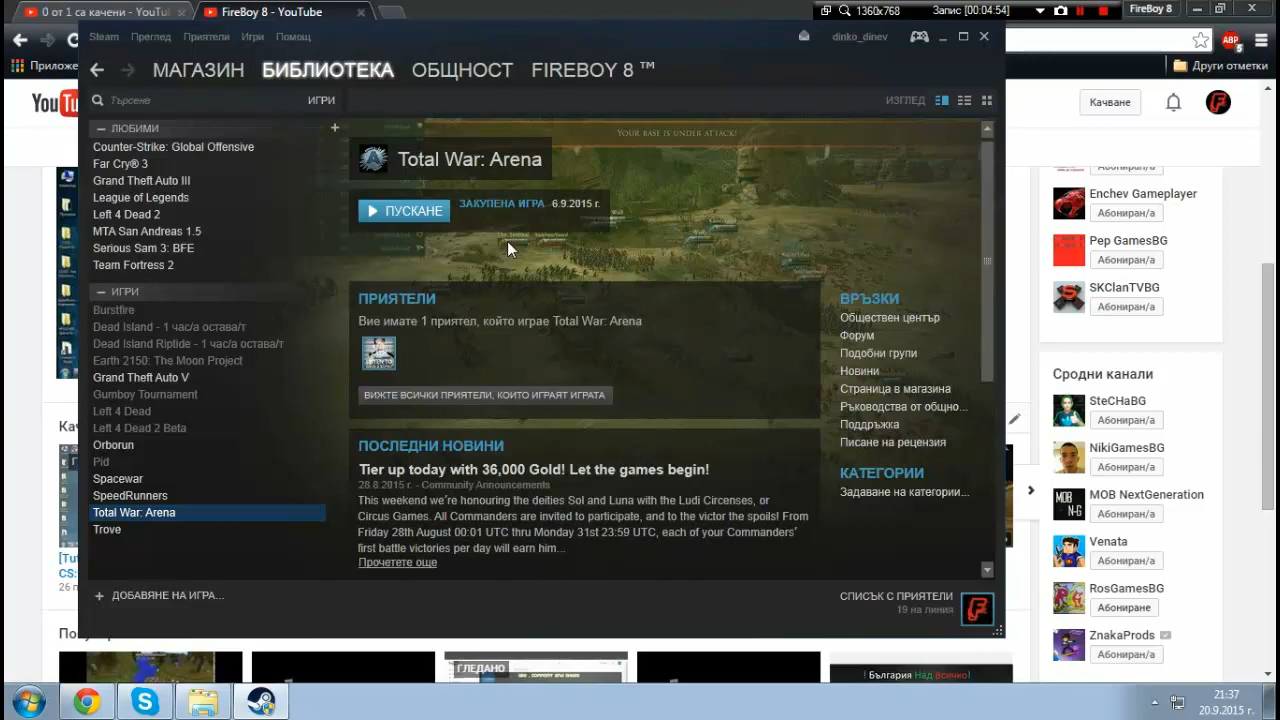 0 от 1 са качени - YouTu
FireBoy 8 - YouTube
1360x768
Запис [00:04:54]
FireBoy 8
Steam Преглед Приятели Игри Помощ
dinko_dinev
МАГАЗИН БИБЛИОТЕКА ОБЩНОСТ FIREBOY 8 ™
Приложе
Други отметки
ABP
5
You
Качване
Търсене
ИГРИ
ИЗГЛЕД
ЛЮБИМИ
Counter-Strike: Global Offensive
Far Cry® 3
Grand Theft Auto III
League of Legends
Left 4 Dead 2
MTA San Andreas 1.5
Serious Sam 3: BFE
Team Fortress 2
ИГРИ
Burstfire
Dead Island - 1 час/а остава/т
Dead Island Riptide - 1 час/а остава/т
Earth 2150: The Moon Project
Grand Theft Auto V
Gumboy Tournament
Left 4 Dead
Left 4 Dead 2 Beta
Orborun
Pid
Spacewar
SpeedRunners
Total War: Arena
Trove
ДОБАВЯНЕ НА ИГРА...
YOUR BASE IS UNDER ATTACK!
Total War: Arena
ПУСКАНЕ
ЗАКУПЕНА ИГРА 6.9.2015 г.
ПРИЯТЕЛИ
Вие имате 1 приятел, който играе Total War: Arena
ВИЖТЕ ВСИЧКИ ПРИЯТЕЛИ, КОИТО ИГРАЯТ ИГРАТА
ПОСЛЕДНИ НОВИНИ
Tier up today with 36,000 Gold! Let the games begin!
28.8.2015 г. - Community Announcements
This weekend we're honouring the deities Sol and Luna with the Ludi Circenses, or
Circus Games. All Commanders are invited to participate, and to the victor the spoils! From
Friday 28th August 00:01 UTC thru Monday 31st 23:59 UTC, each of your Commanders'
first battle victories per day will earn him...
Прочетете още
ВРЪЗКИ
Обществен център
Форум
Подобни групи
Новини
Страница в магазина
Ръководства от общно...
Поддръжка
Писане на рецензия
КАТЕГОРИИ
Задаване на категории...
СПИСЪК С ПРИЯТЕЛИ
19 на линия
Абониран/а
Enchev Gameplayer
Абониран/а
Pep GamesBG
Абониран/а
SKClanTVBG
Абониран/а
Сродни канали
SteCHaBG
Абониран/а
NikiGamesBG
Абониран/а
MOB NextGeneration
Абониран/а
Venata
Абониран/а
RosGamesBG
Абониране
ZnakaProds
Абониран/а
Кач
[Tut
CS:
26 п
Попу
ГЛЕДАНО
! България Над Всичко!
21:37
20.9.2015 г.